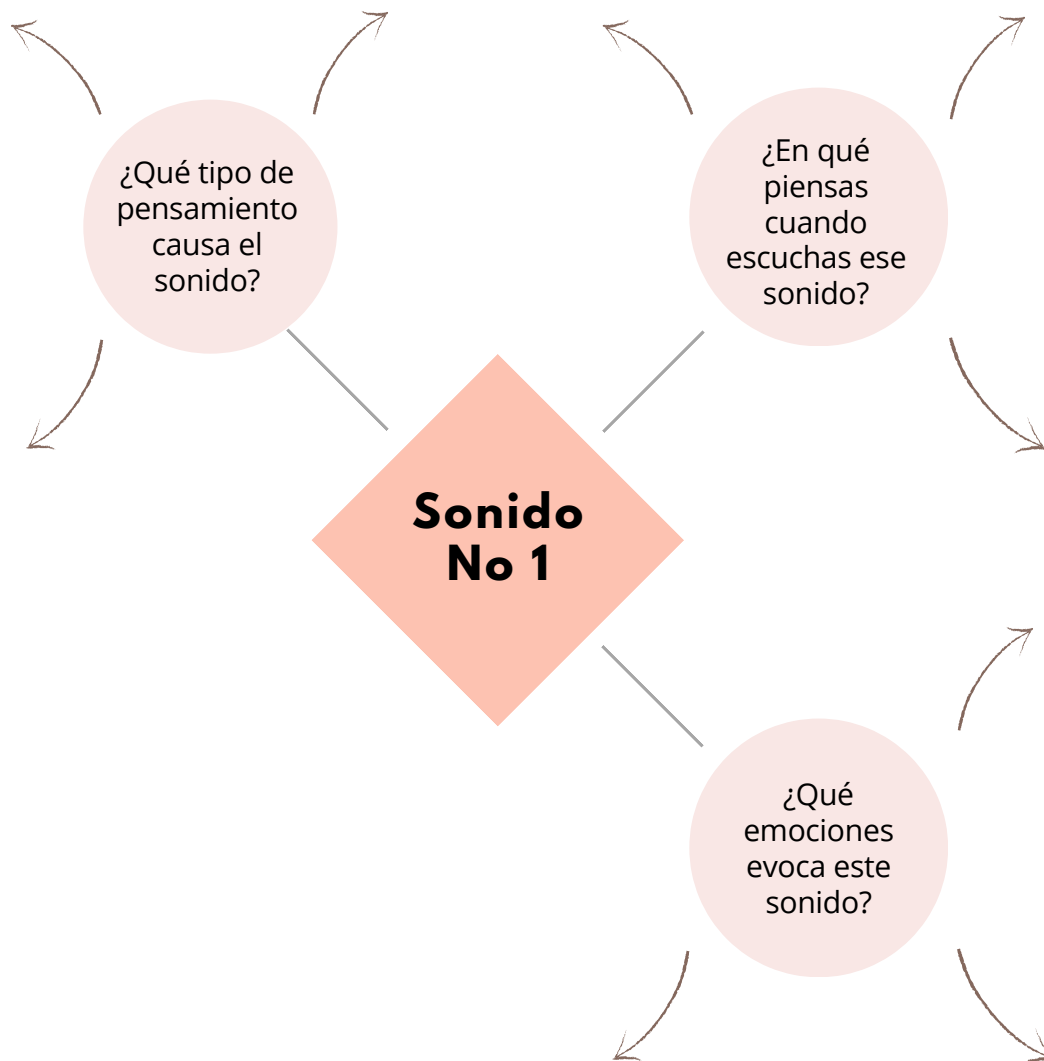 ¿Qué tipo de
pensamiento
causa el
sonido?
¿En qué
piensas
cuando
escuchas ese
sonido?
Sonido
No 1
¿Qué
emociones
evoca este
sonido?